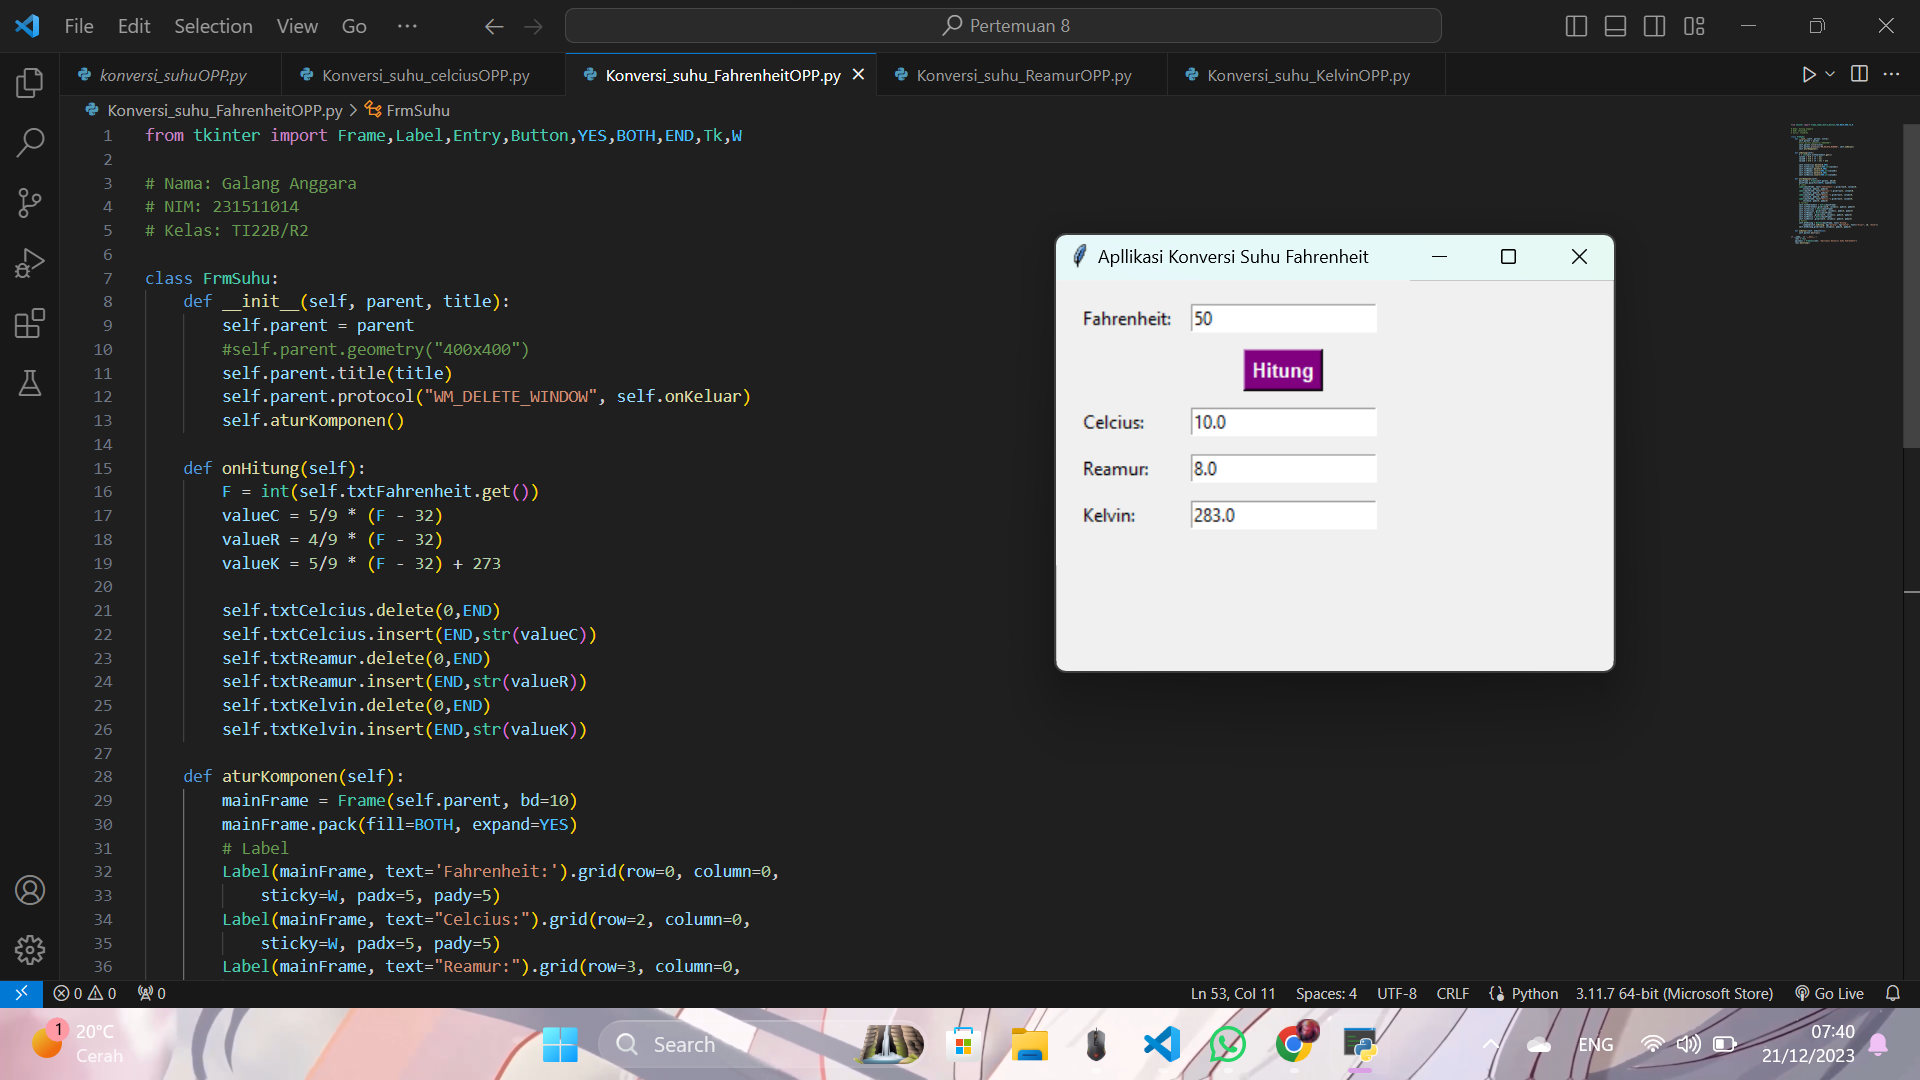 File Edit Selection View Go ··· Pertemuan 8
konversi_suhuOPP.py Konversi_suhu_celciusOPP.py Konversi_suhu_FahrenheitOPP.py Konversi_suhu_ReamurOPP.py Konversi_suhu_KelvinOPP.py
Konversi_suhu_FahrenheitOPP.py > FrmSuhu
1 from tkinter import Frame,Label,Entry,Button,YES,BOTH,END,Tk,W
2
3 # Nama: Galang Anggara
4 # NIM: 231511014
5 # Kelas: TI22B/R2
6
7 class FrmSuhu:
8 def __init__(self, parent, title):
9 self.parent = parent
10 #self.parent.geometry("400x400")
11 self.parent.title(title)
12 self.parent.protocol("WM_DELETE_WINDOW", self.onKeluar)
13 self.aturKomponen()
14
15 def onHitung(self):
16 F = int(self.txtFahrenheit.get())
17 valueC = 5/9 * (F - 32)
18 valueR = 4/9 * (F - 32)
19 valueK = 5/9 * (F - 32) + 273
20
21 self.txtCelcius.delete(0,END)
22 self.txtCelcius.insert(END,str(valueC))
23 self.txtReamur.delete(0,END)
24 self.txtReamur.insert(END,str(valueR))
25 self.txtKelvin.delete(0,END)
26 self.txtKelvin.insert(END,str(valueK))
27
28 def aturKomponen(self):
29 mainFrame = Frame(self.parent, bd=10)
30 mainFrame.pack(fill=BOTH, expand=YES)
31 # Label
32 Label(mainFrame, text='Fahrenheit:').grid(row=0, column=0,
33 sticky=W, padx=5, pady=5)
34 Label(mainFrame, text="Celcius:").grid(row=2, column=0,
35 sticky=W, padx=5, pady=5)
36 Label(mainFrame, text="Reamur:").grid(row=3, column=0,
Apllikasi Konversi Suhu Fahrenheit
Fahrenheit: 50
Hitung
Celcius: 10.0
Reamur: 8.0
Kelvin: 283.0
0 0 0 Ln 53, Col 11 Spaces: 4 UTF-8 CRLF Python 3.11.7 64-bit (Microsoft Store) Go Live
1 20°C
Cerah
Search
ENG
07:40
21/12/2023